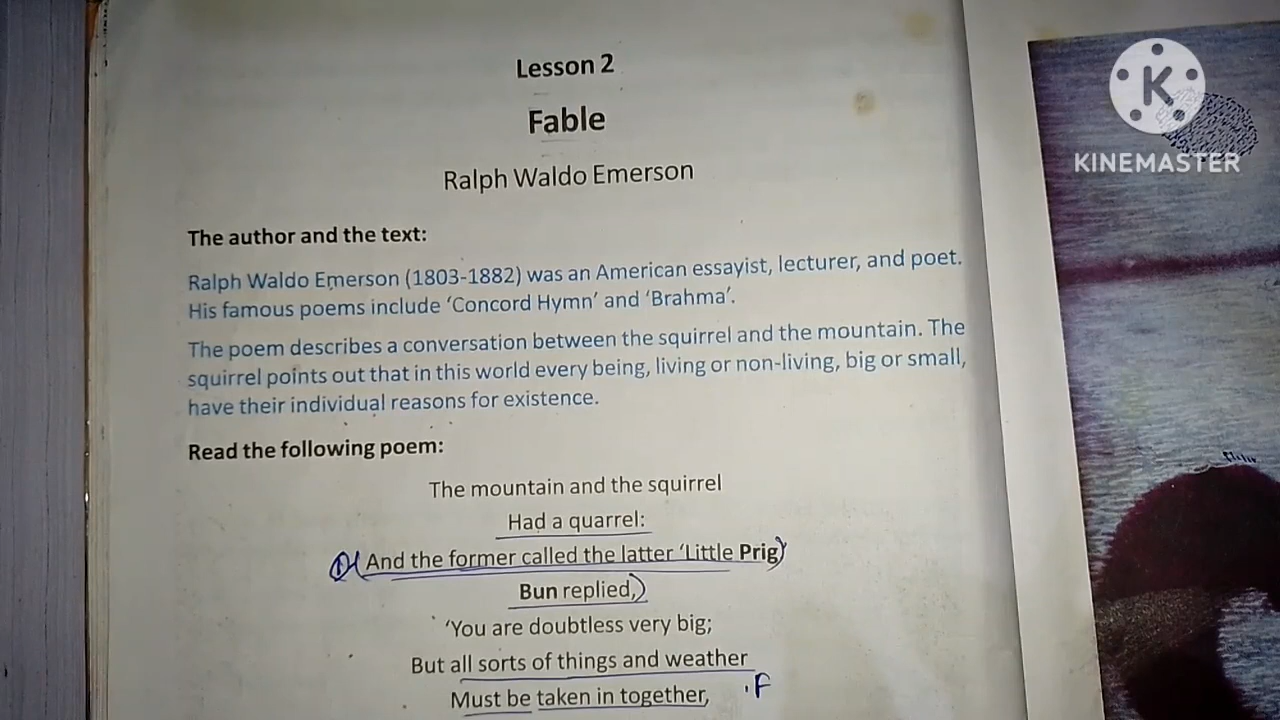 Lesson 2
Fable
Ralph Waldo Emerson
The author and the text:
Ralph Waldo Emerson (1803-1882) was an American essayist, lecturer, and poet.
His famous poems include ‘Concord Hymn’ and ‘Brahma’.
The poem describes a conversation between the squirrel and the mountain. The
squirrel points out that in this world every being, living or non-living, big or small,
have their individual reasons for existence.
Read the following poem:
The mountain and the squirrel
Had a quarrel:
And the former called the latter ‘Little Prig’
Bun replied,
‘You are doubtless very big;
But all sorts of things and weather
Must be taken in together,
K
KINEMASTER